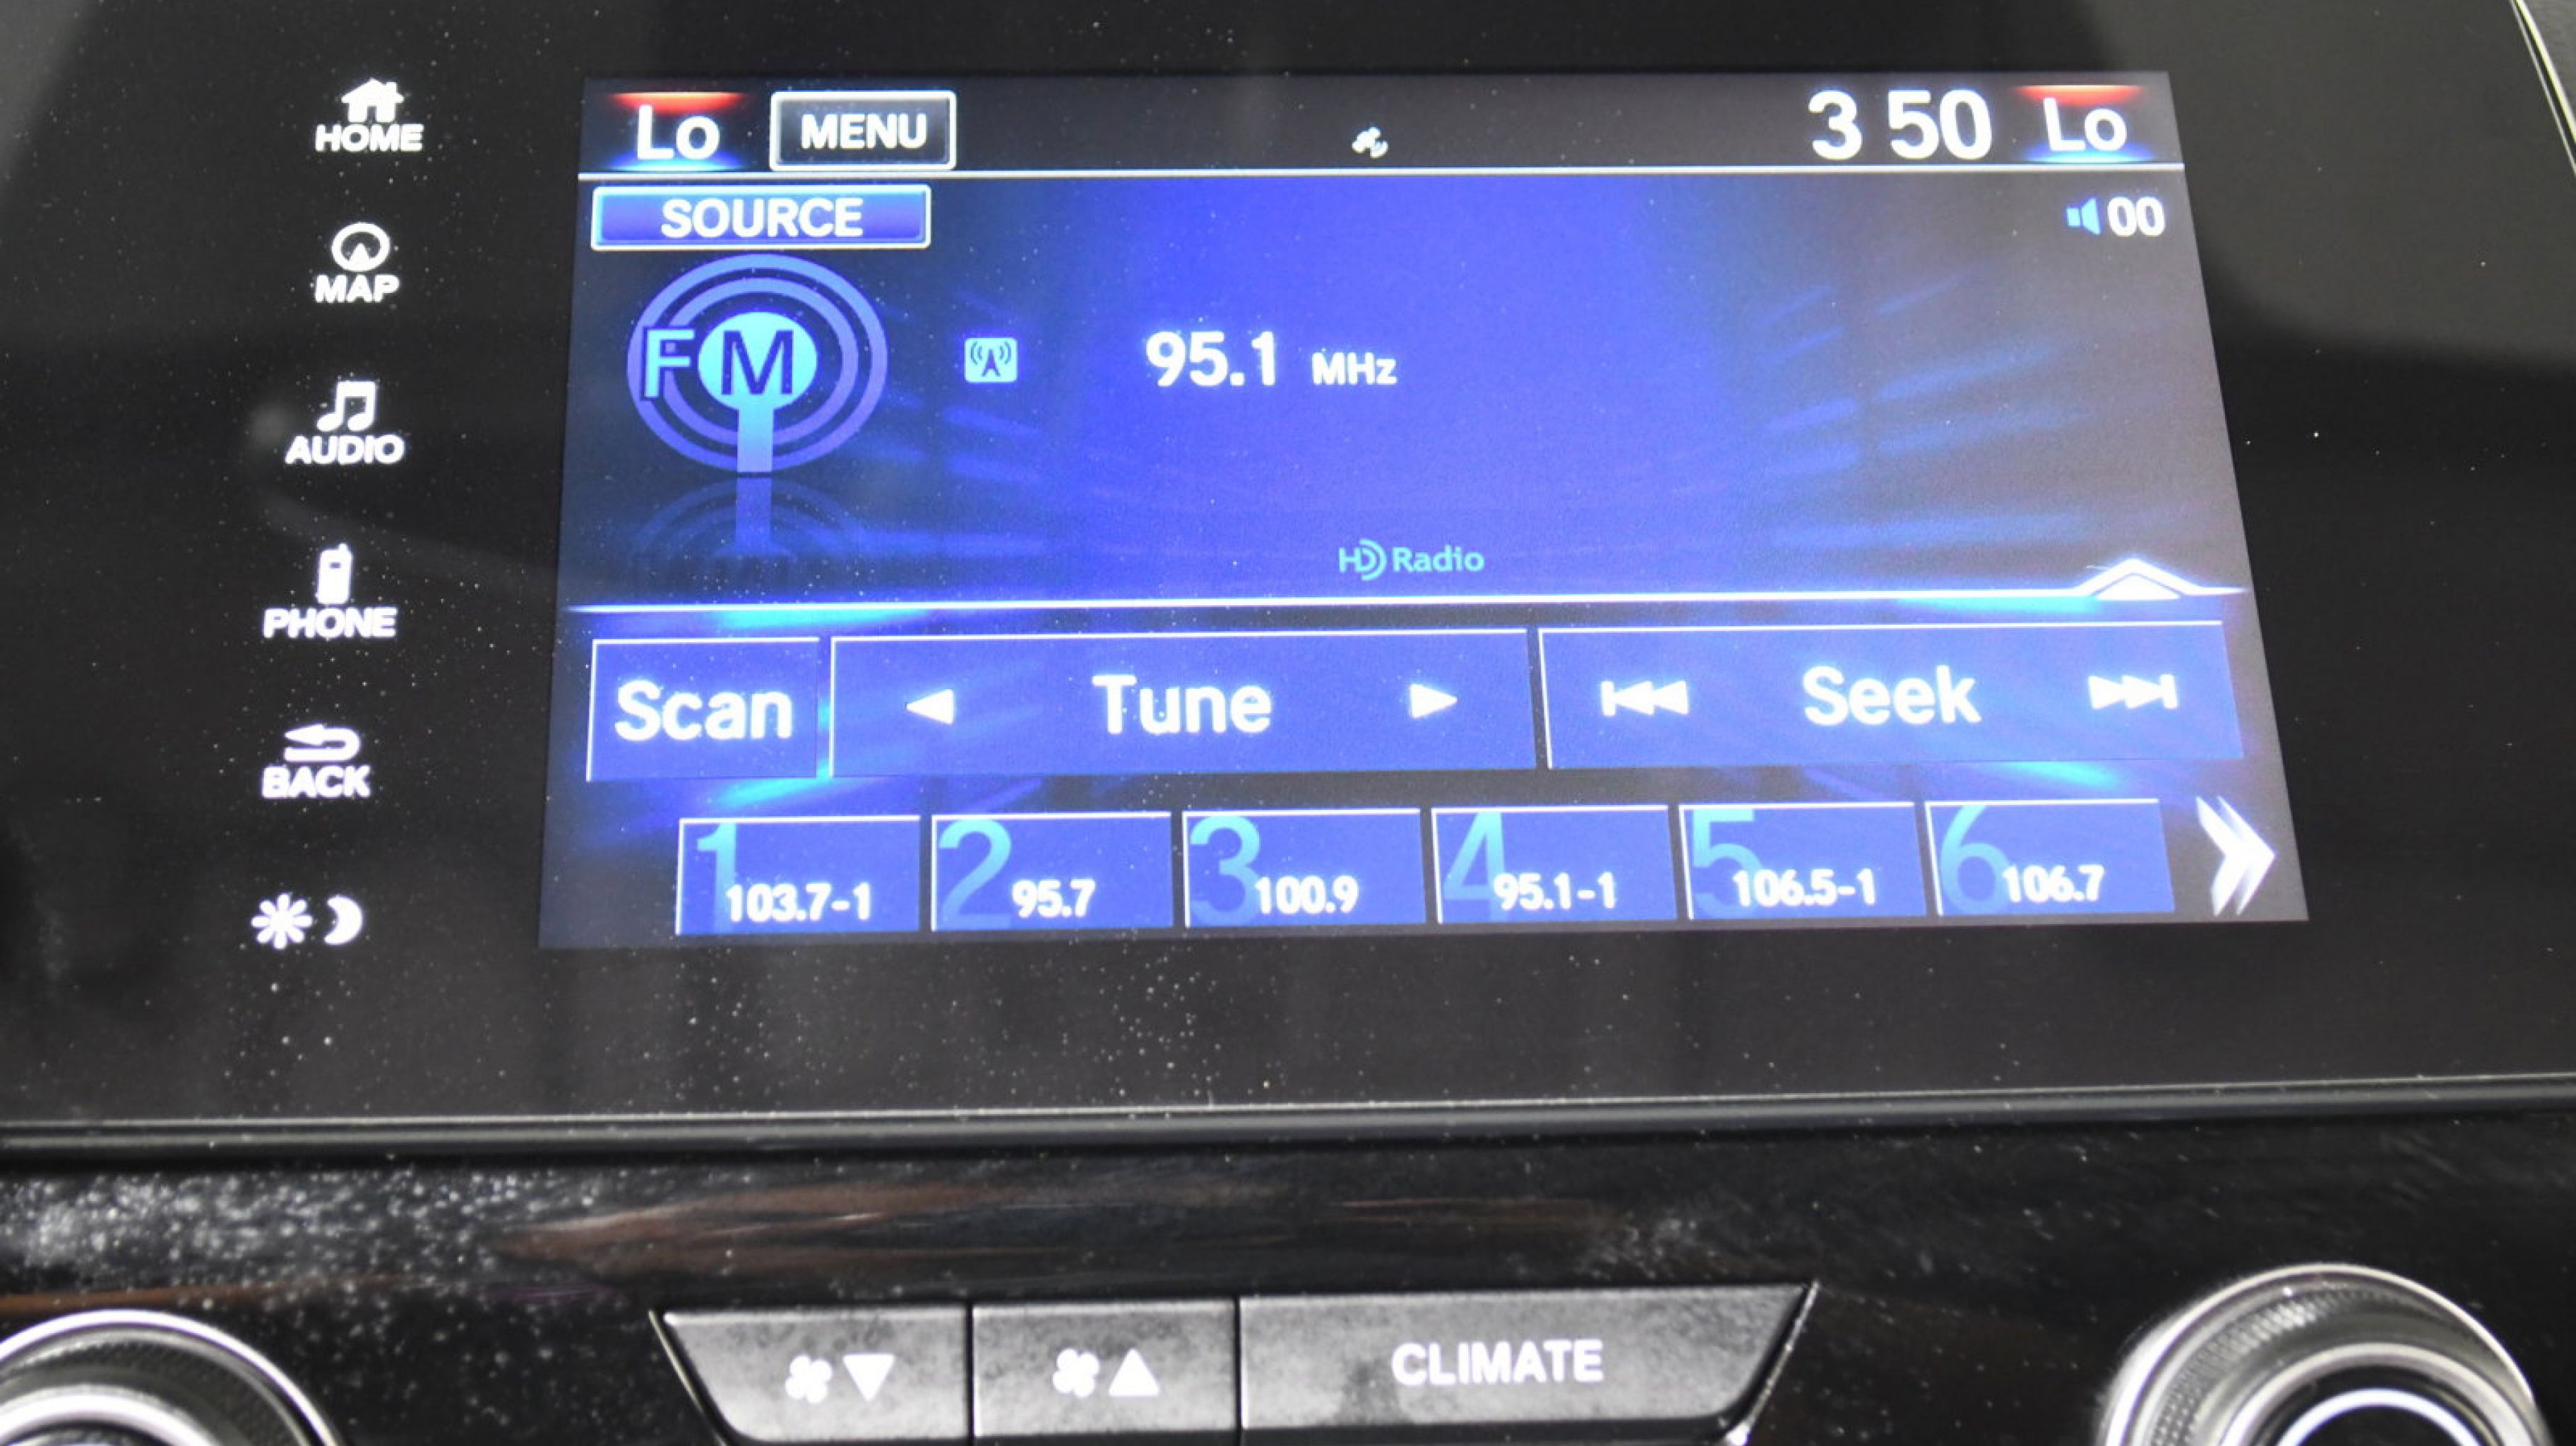 HOME
MAP
AUDIO
PHONE
BACK
Lo MENU 3 50 Lo
SOURCE 00
FM 95.1 MHz
HD Radio
Scan Tune Seek
1 103.7-1 2 95.7 3 100.9 4 95.1-1 5 106.5-1 6 106.7
CLIMATE